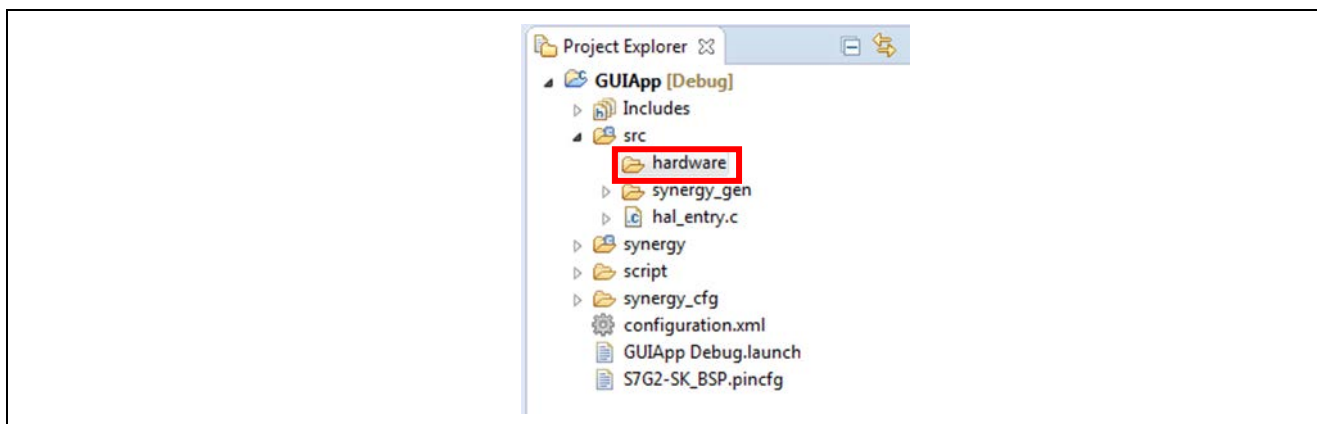 Project Explorer
GUIApp [Debug]
Includes
src
hardware
synergy_gen
hal_entry.c
synergy
script
synergy_cfg
configuration.xml
GUIApp Debug.launch
S7G2-SK_BSP.pincfg